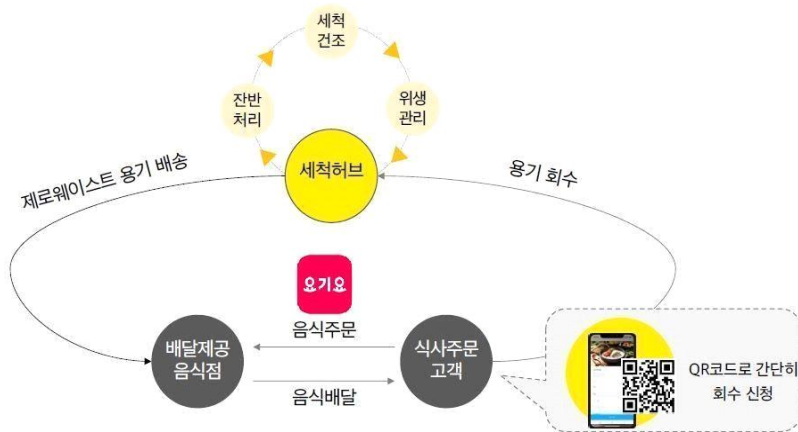 세척
건조
잔반
처리
위생
관리
세척허브
제로웨이스트 용기 배송
용기 회수
요기요
음식주문
배달제공
음식점
식사주문
고객
음식배달
QR코드로 간단히
회수 신청